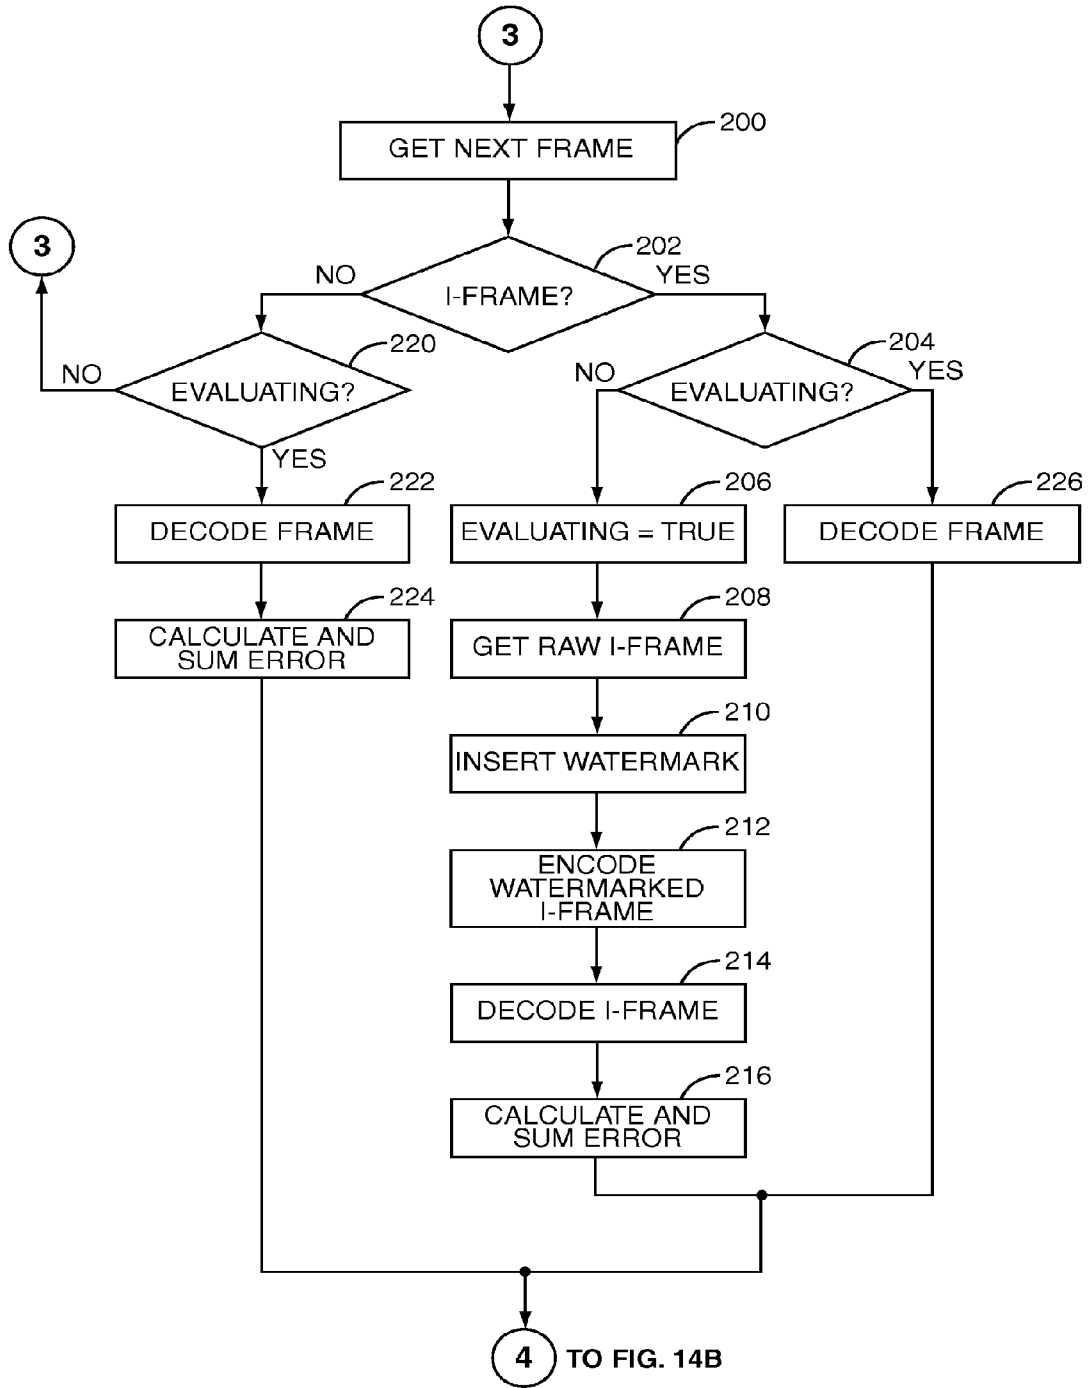 3
200
GET NEXT FRAME
3
202
NO
YES
I-FRAME?
220
204
NO
EVALUATING?
NO
EVALUATING?
YES
YES
222
206
226
DECODE FRAME
EVALUATING = TRUE
DECODE FRAME
224
208
CALCULATE AND
SUM ERROR
GET RAW I-FRAME
210
INSERT WATERMARK
212
ENCODE
WATERMARKED
I-FRAME
214
DECODE I-FRAME
216
CALCULATE AND
SUM ERROR
4 TO FIG. 14B